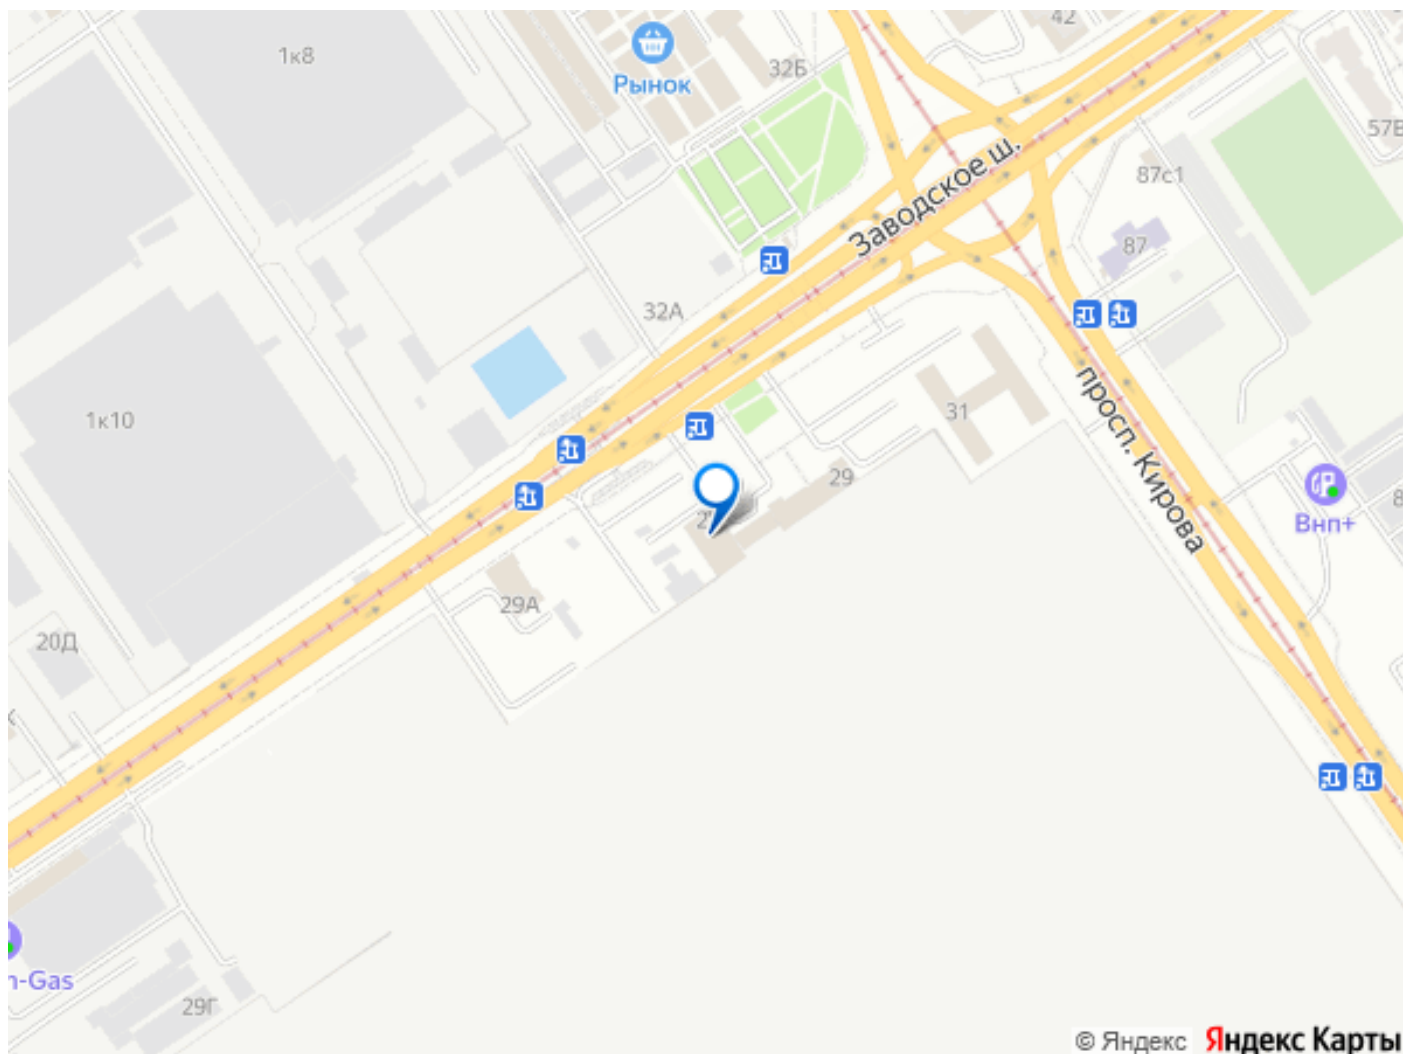 1к8
Рынок
32Б
42
57В
Заводское ш.
87с1
87
32А
1к10
31
просп. Кирова
29
Внп+
8
29А
20Д
n-Gas
29Г
© Яндекс Яндекс Карты